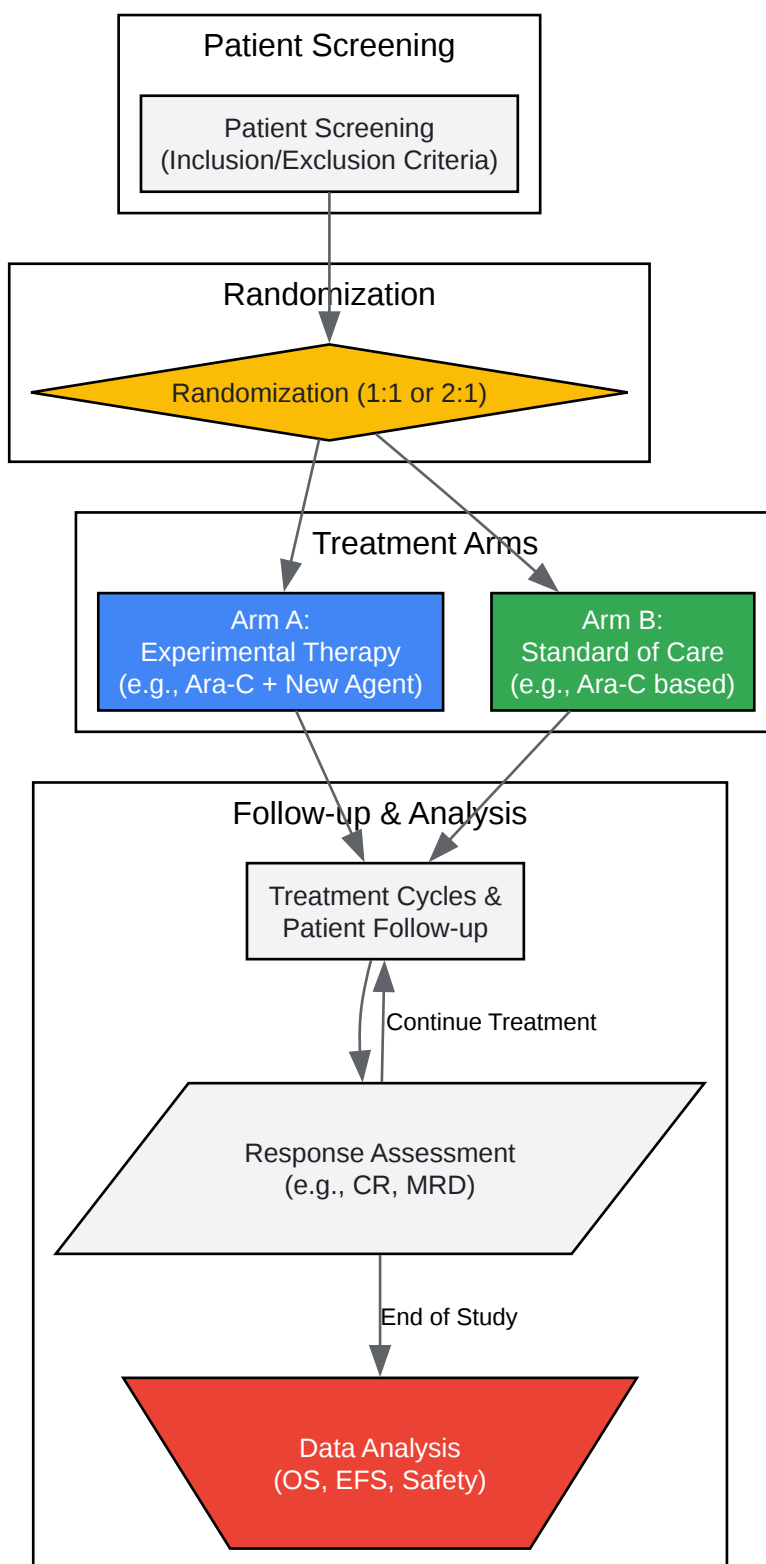 Patient Screening
Patient Screening
(Inclusion/Exclusion Criteria)
Randomization
Randomization (1:1 or 2:1)
Treatment Arms
Arm A:
Experimental Therapy
(e.g., Ara-C + New Agent)
Arm B:
Standard of Care
(e.g., Ara-C based)
Follow-up & Analysis
Treatment Cycles &
Patient Follow-up
Continue Treatment
Response Assessment
(e.g., CR, MRD)
End of Study
Data Analysis
(OS, EFS, Safety)